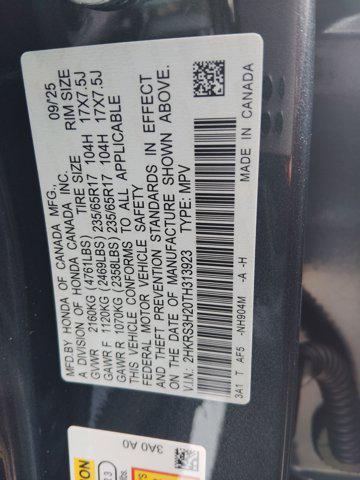 MFD.BY HONDA OF CANADA MFG., 09/'25
A DIVISION OF HONDA CANADA INC.
TIRE SIZE RIM SIZE
GVWR 2160KG (4761LBS)
GAWR F 1120KG (2469LBS) 235/65R17 104H 17X7.5J
GAWR R 1070KG (2358LBS) 235/65R17 104H 17X7.5J
THIS VEHICLE CONFORMS TO ALL APPLICABLE
FEDERAL MOTOR VEHICLE SAFETY
AND THEFT PREVENTION STANDARDS IN EFFECT
ON THE DATE OF MANUFACTURE SHOWN ABOVE.
V.I.N.: 2HKRS3H20TH313923 TYPE: MPV
3A1 T AF5 -NH904M -A -H
MADE IN CANADA
3A0 A0